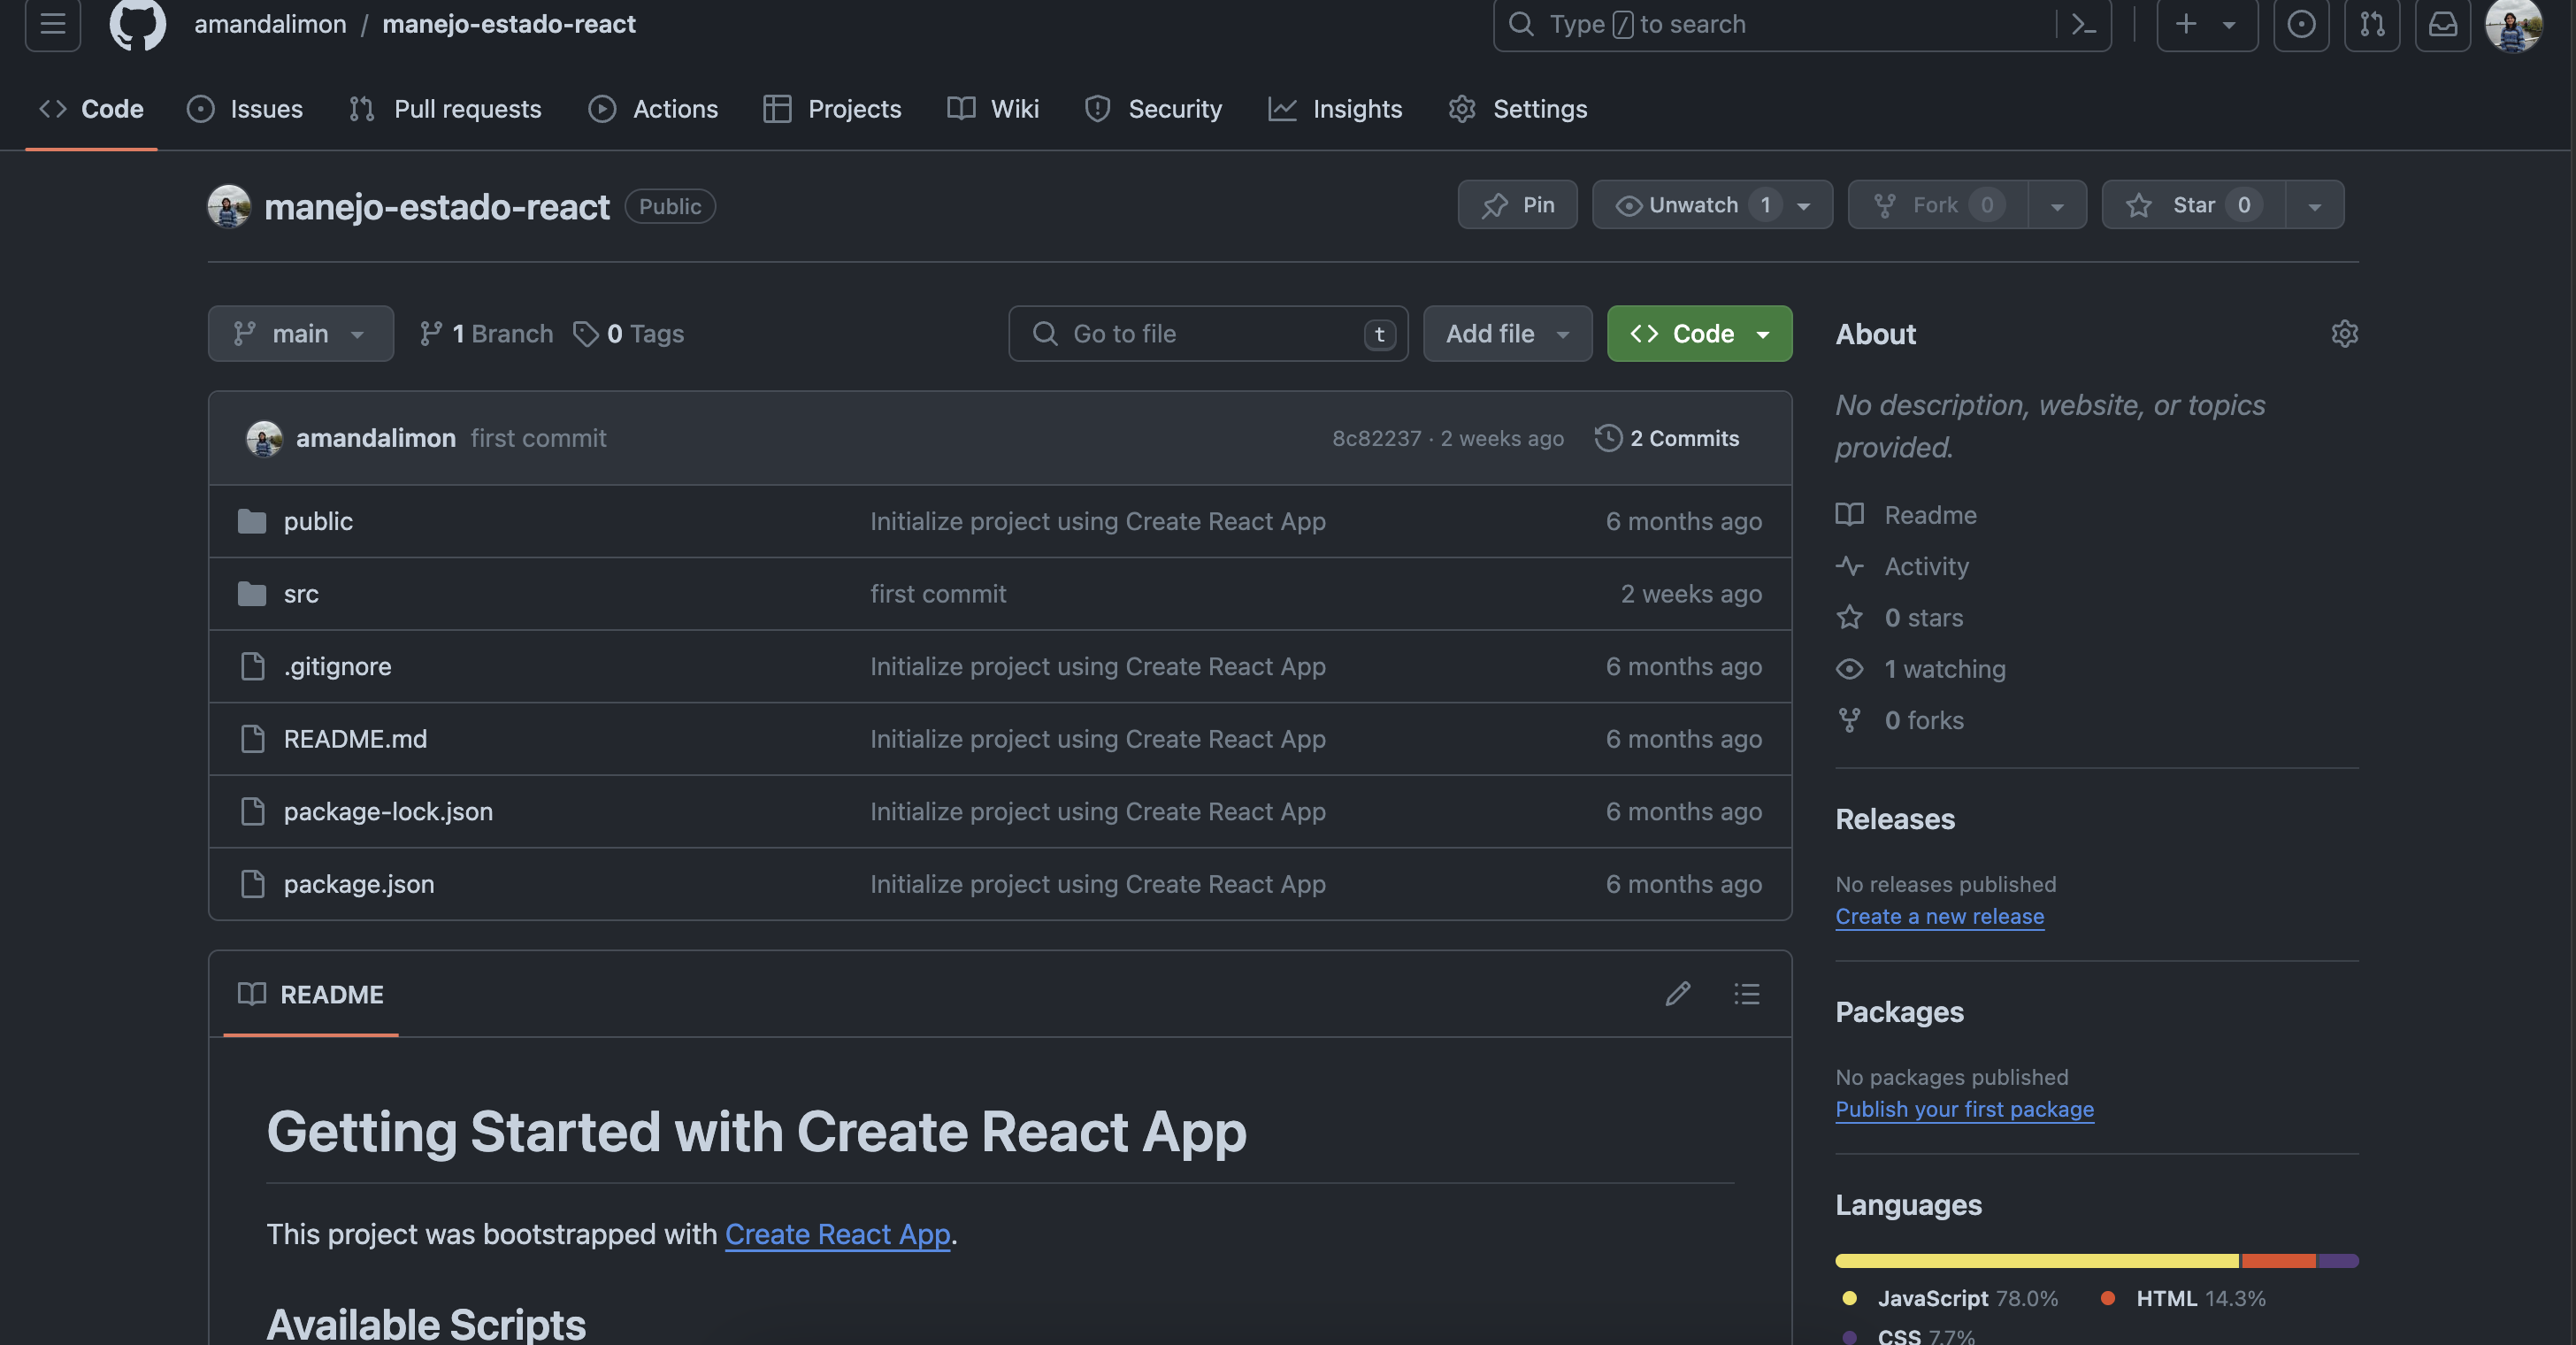 amandalimon / manejo-estado-react
Type / to search
Code Issues Pull requests Actions Projects Wiki Security Insights Settings
manejo-estado-react Public
Pin Unwatch 1 Fork 0 Star 0
main 1 Branch 0 Tags Go to file t Add file Code
amandalimon first commit 8c82237 · 2 weeks ago 2 Commits
public Initialize project using Create React App 6 months ago
src first commit 2 weeks ago
.gitignore Initialize project using Create React App 6 months ago
README.md Initialize project using Create React App 6 months ago
package-lock.json Initialize project using Create React App 6 months ago
package.json Initialize project using Create React App 6 months ago
README
Getting Started with Create React App
This project was bootstrapped with Create React App.
Available Scripts
About
No description, website, or topics
provided.
Readme
Activity
0 stars
1 watching
0 forks
Releases
No releases published
Create a new release
Packages
No packages published
Publish your first package
Languages
JavaScript 78.0% HTML 14.3%
CSS 7.7%